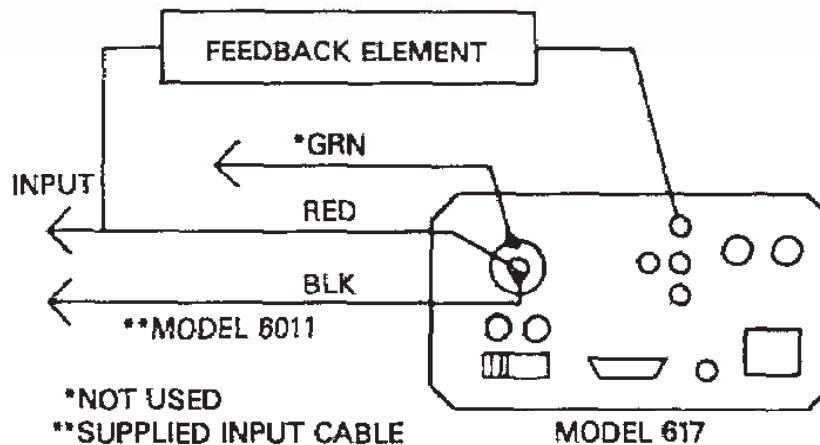 FEEDBACK ELEMENT
*GRN
INPUT
RED
BLK
**MODEL 6011
*NOT USED
**SUPPLIED INPUT CABLE
MODEL 617